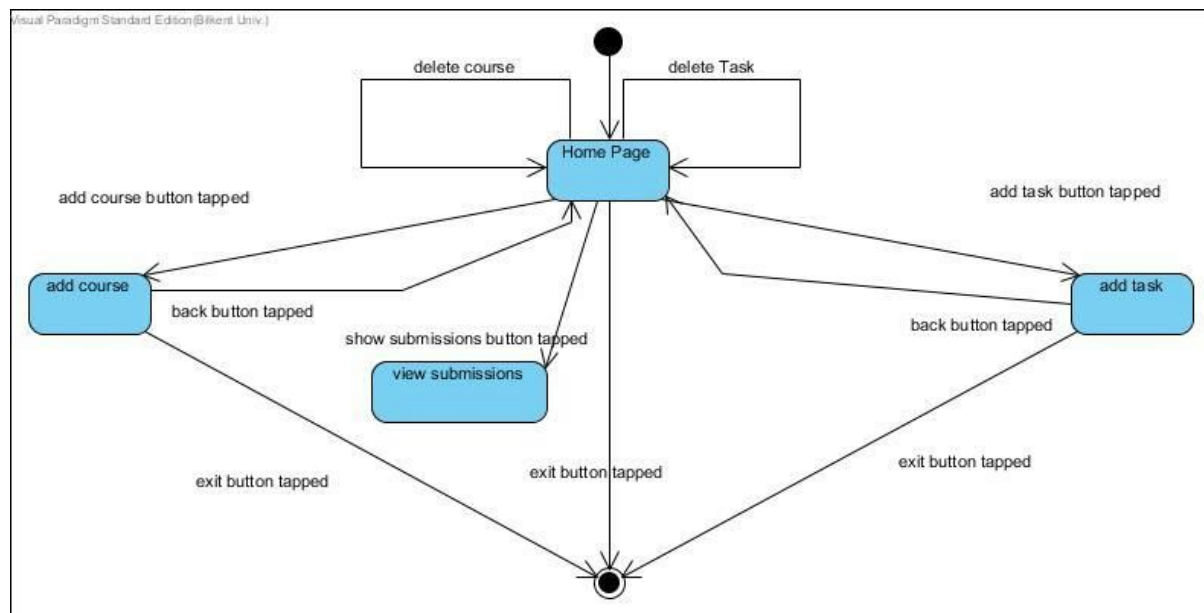 Visual Paradigm Standard Edition(Bilkent Univ.)
delete course
delete Task
Home Page
add course button tapped
add task button tapped
add course
add task
back button tapped
back button tapped
show submissions button tapped
view submissions
exit button tapped
exit button tapped
exit button tapped